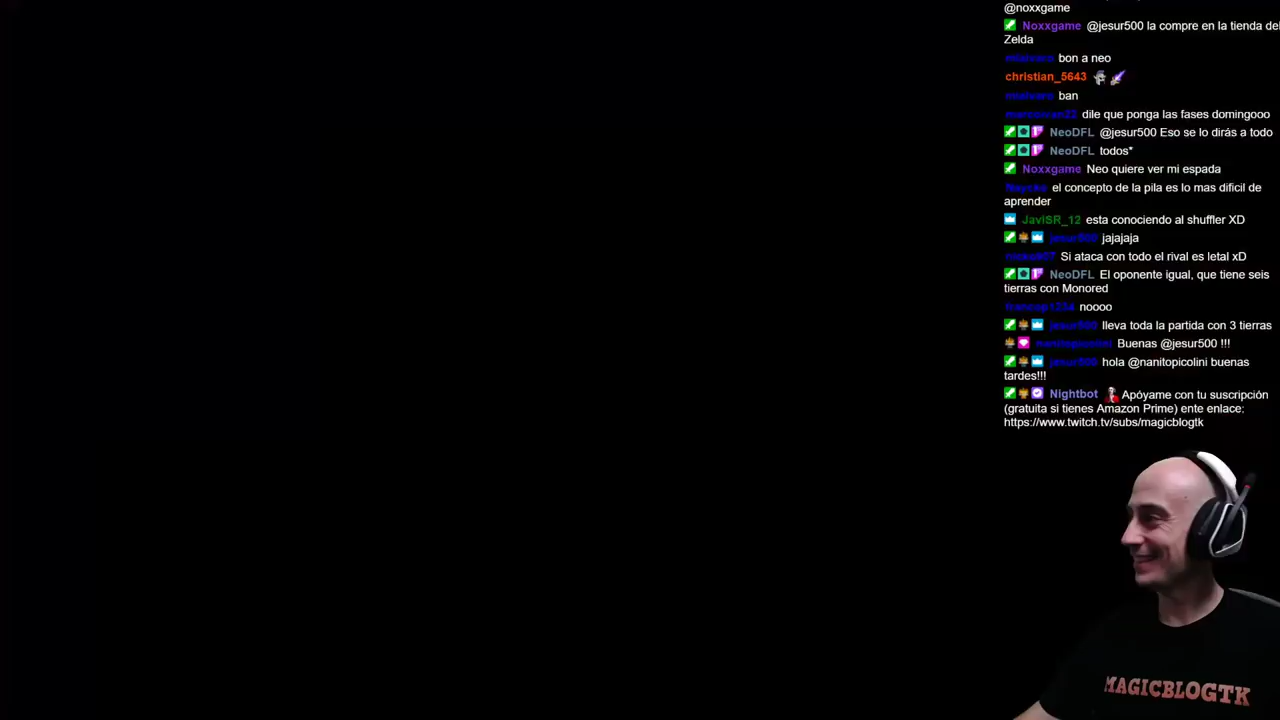 @noxxgame
Noxxgame @jesur500 la compre en la tienda del
Zelda
bon a neo
christian_5643
ban
dile que ponga las fases domingooo
NeoDFL @jesur500 Eso se lo dirás a todo
NeoDFL todos*
Noxxgame Neo quiere ver mi espada
el concepto de la pila es lo mas dificil de
aprender
JaviSR_12 esta conociendo al shuffler XD
jesur500 jajajaja
Si ataca con todo el rival es letal xD
NeoDFL El oponente igual, que tiene seis
tierras con Monored
noooo
jesur500 lleva toda la partida con 3 tierras
nanitopicolini Buenas @jesur500 !!!
jesur500 hola @nanitopicolini buenas
tardes!!!
Nightbot Apóyame con tu suscripción
(gratuita si tienes Amazon Prime) ente enlace;
https://www.twitch.tv/subs/magicblogtk
MAGICBLOGTK